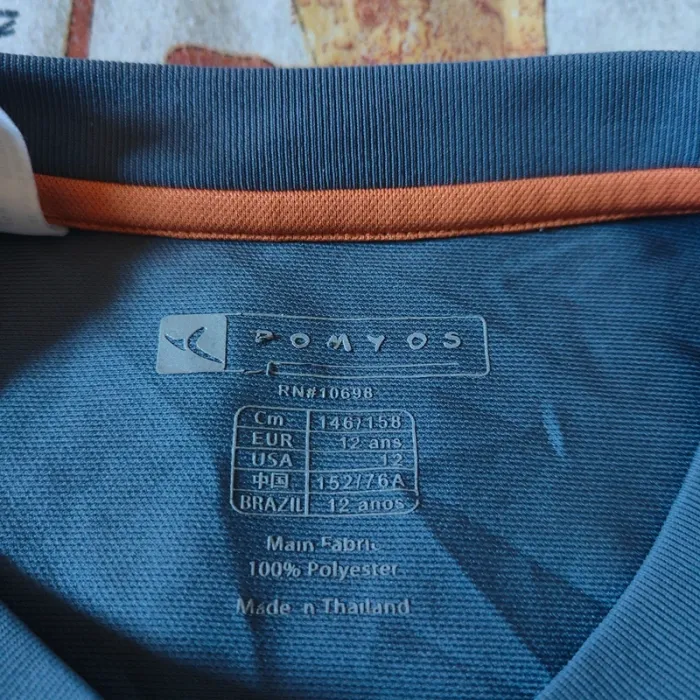 DOMYOS
RN#10698
Cm 146/158
EUR 12 ans
USA 12
中国 152/76A
BRAZIL 12 anos
Main Fabric
100% Polyester
Made in Thailand